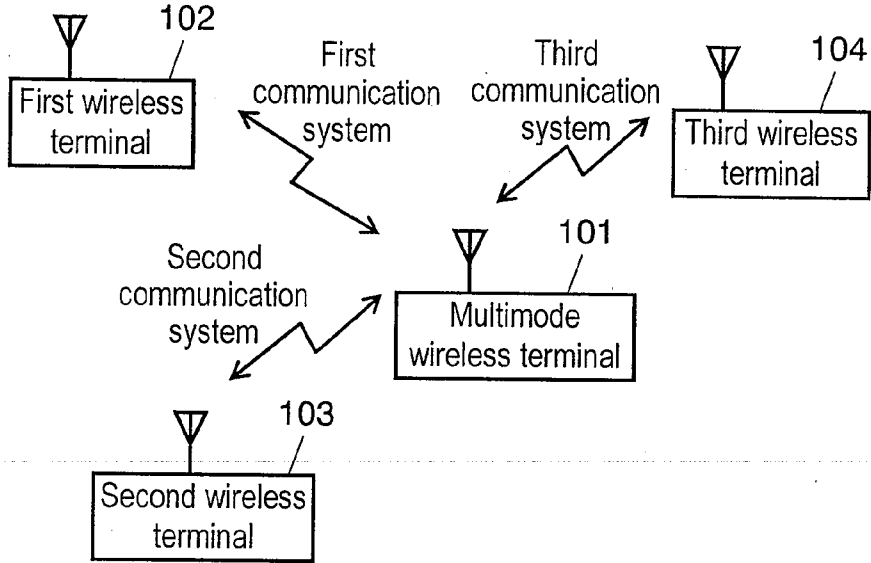 102
First wireless
terminal
First
communication
system
Third
communication
system
104
Third wireless
terminal
Second
communication
system
101
Multimode
wireless terminal
103
Second wireless
terminal